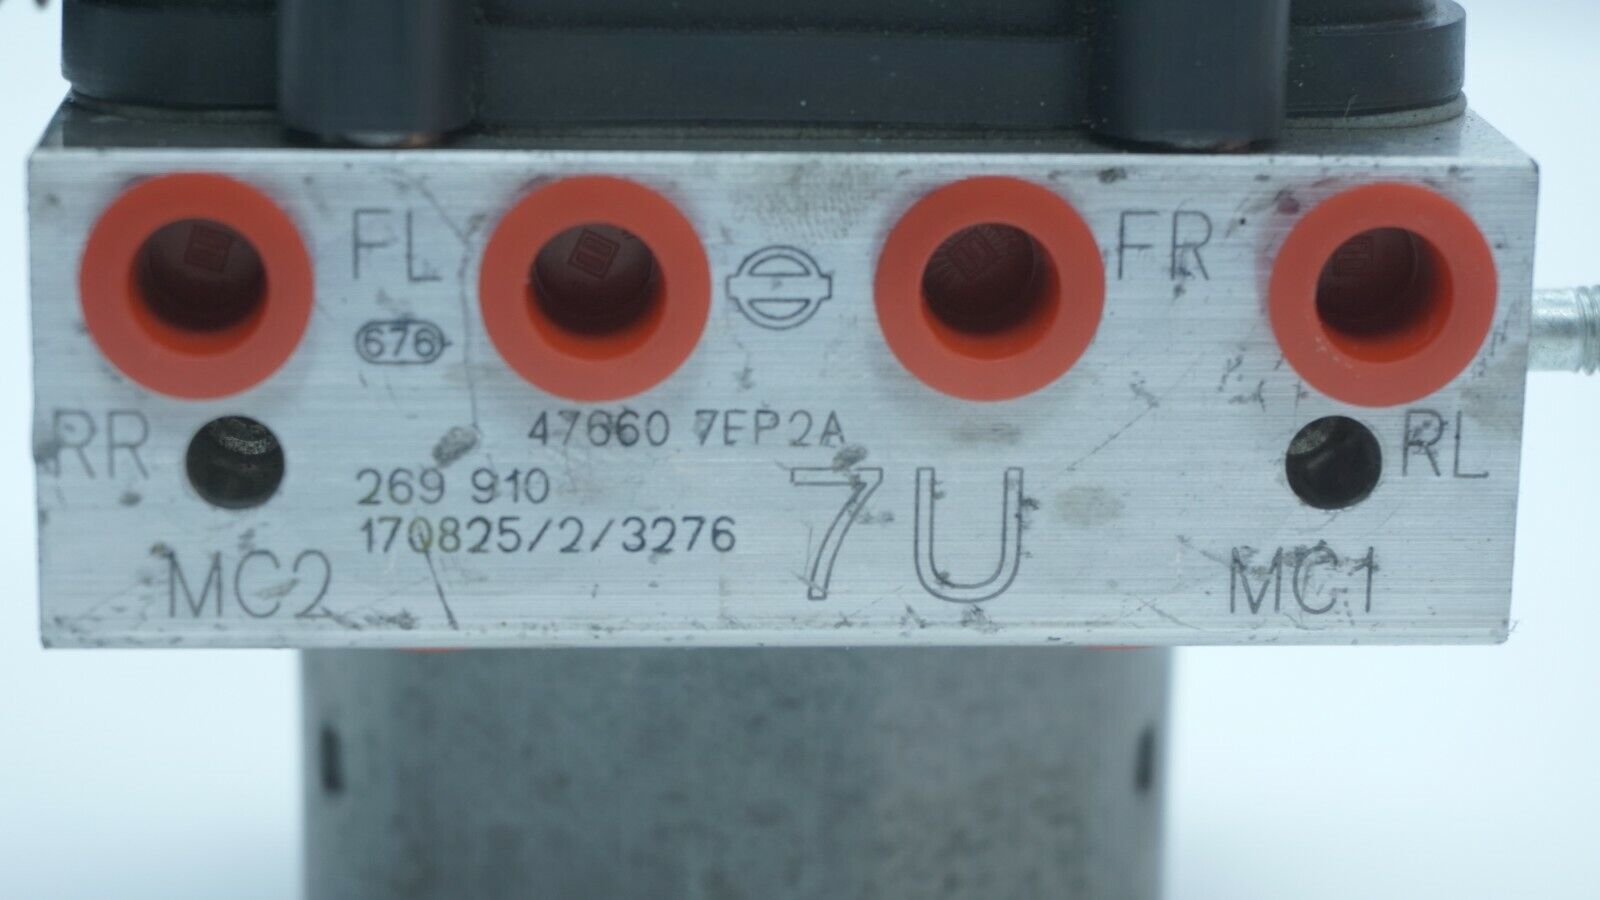 FL
FR
676
RR
47660 7EP2A
RL
269 910
170825/2/3276
7U
MC2
MC1